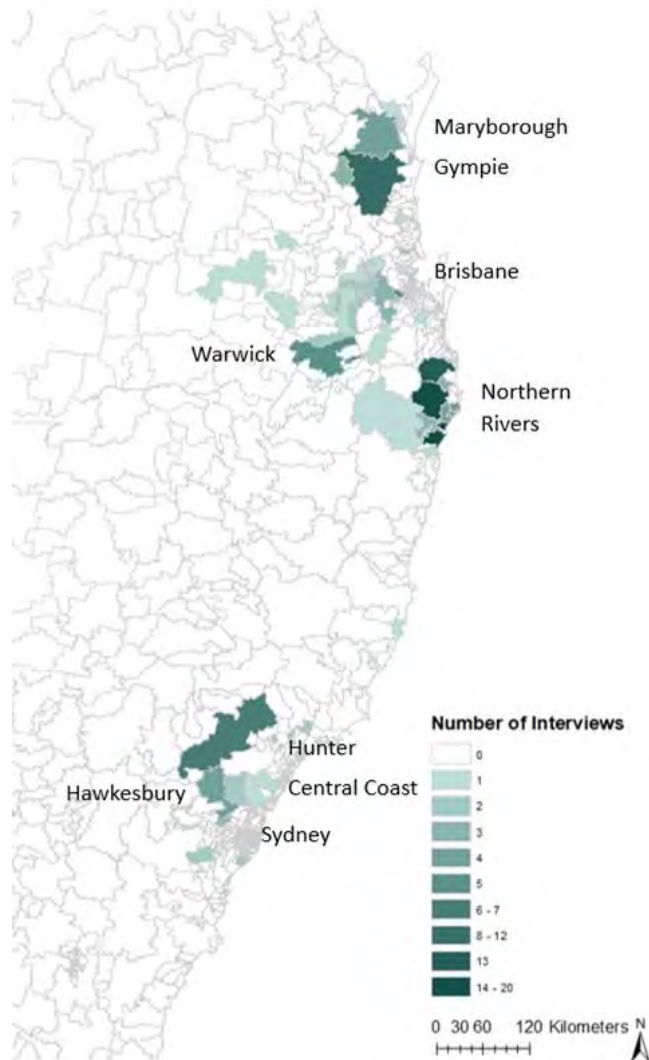 Maryborough
Gympie
Brisbane
Warwick
Northern
Rivers
Hunter
Hawkesbury
Central Coast
Sydney
Number of Interviews
0
1
2
3
4
5
6 - 7
8 - 12
13
14 - 20
0 30 60 120 Kilometers
N